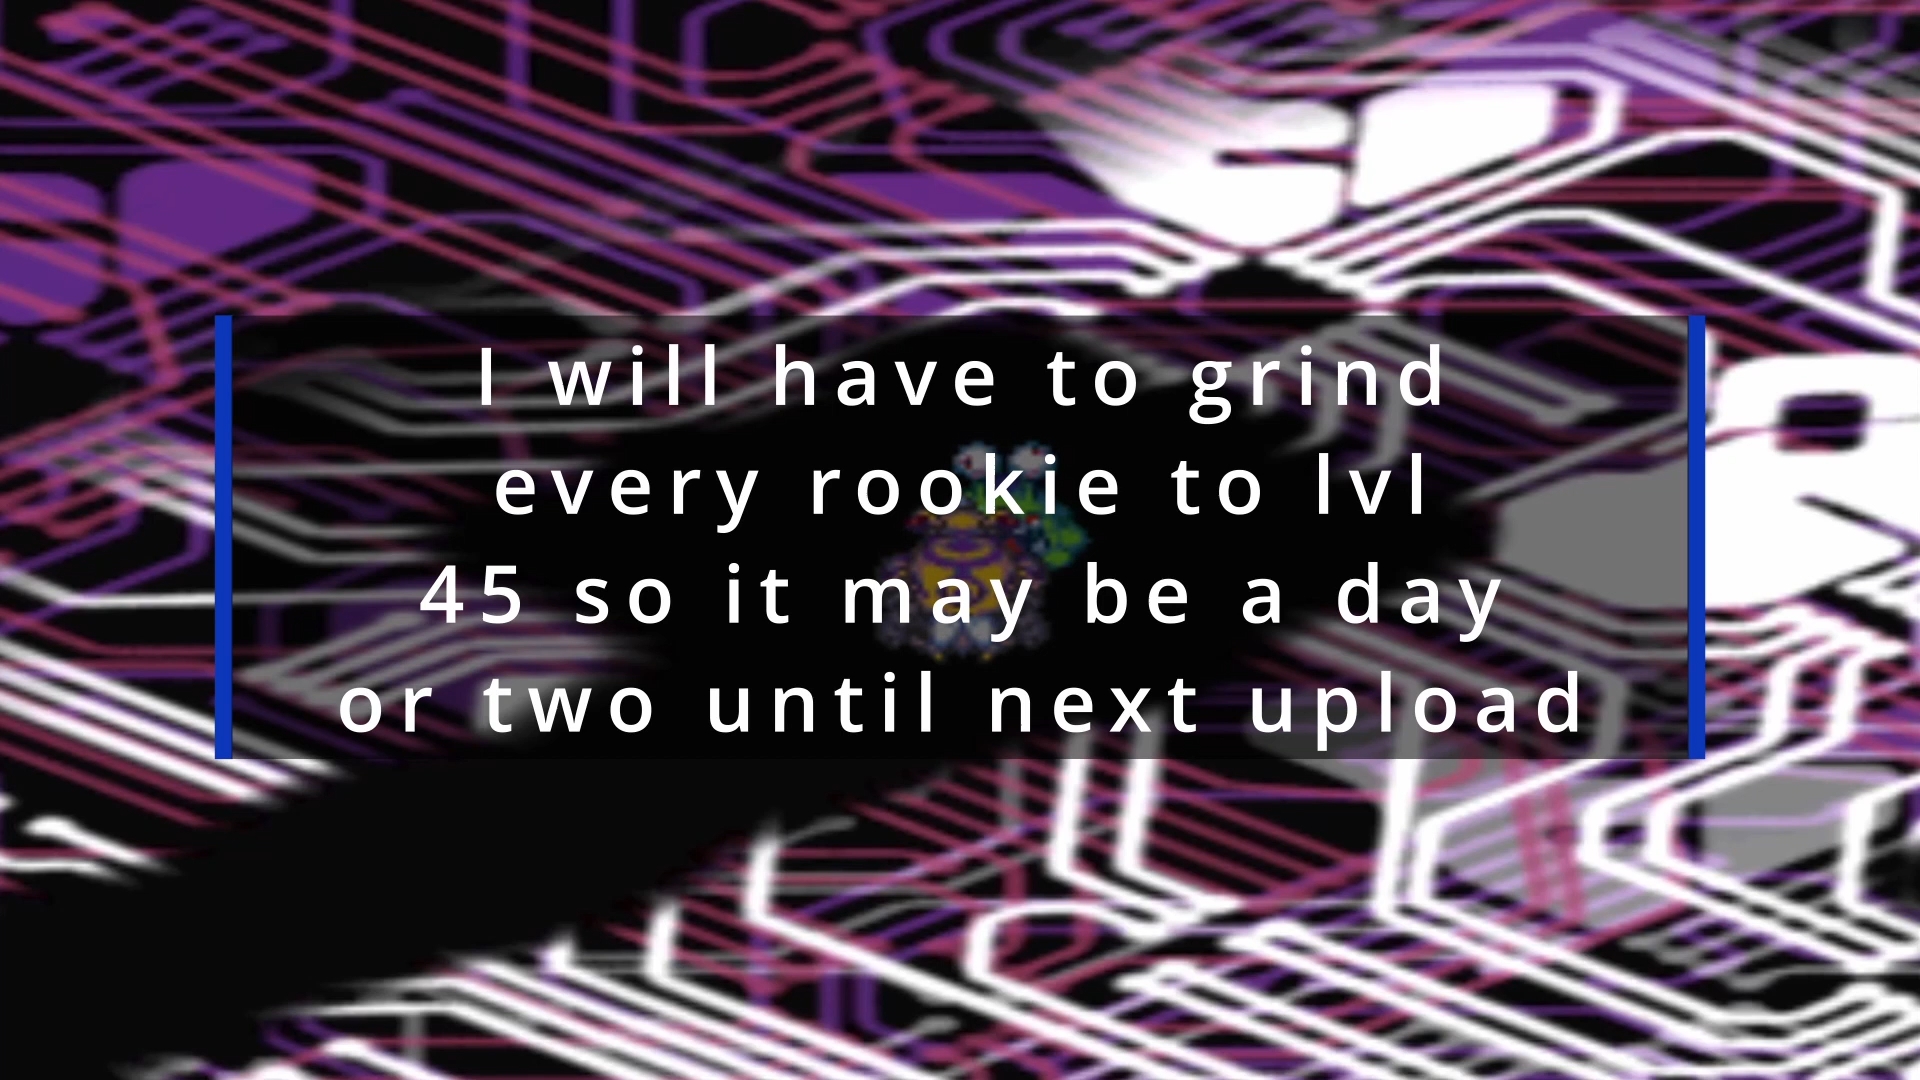 I will have to grind
every rookie to lvl
45 so it may be a day
or two until next upload